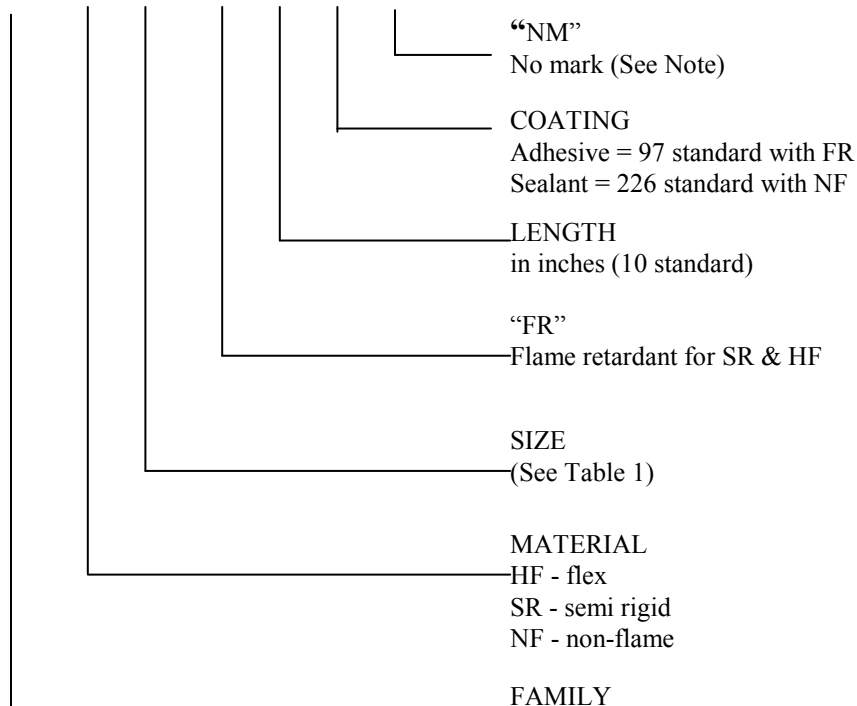 “NM”
No mark (See Note)
COATING
Adhesive = 97 standard with FR
Sealant = 226 standard with NF
LENGTH
in inches (10 standard)
“FR”
Flame retardant for SR & HF
SIZE
(See Table 1)
MATERIAL
HF - flex
SR - semi rigid
NF - non-flame
FAMILY